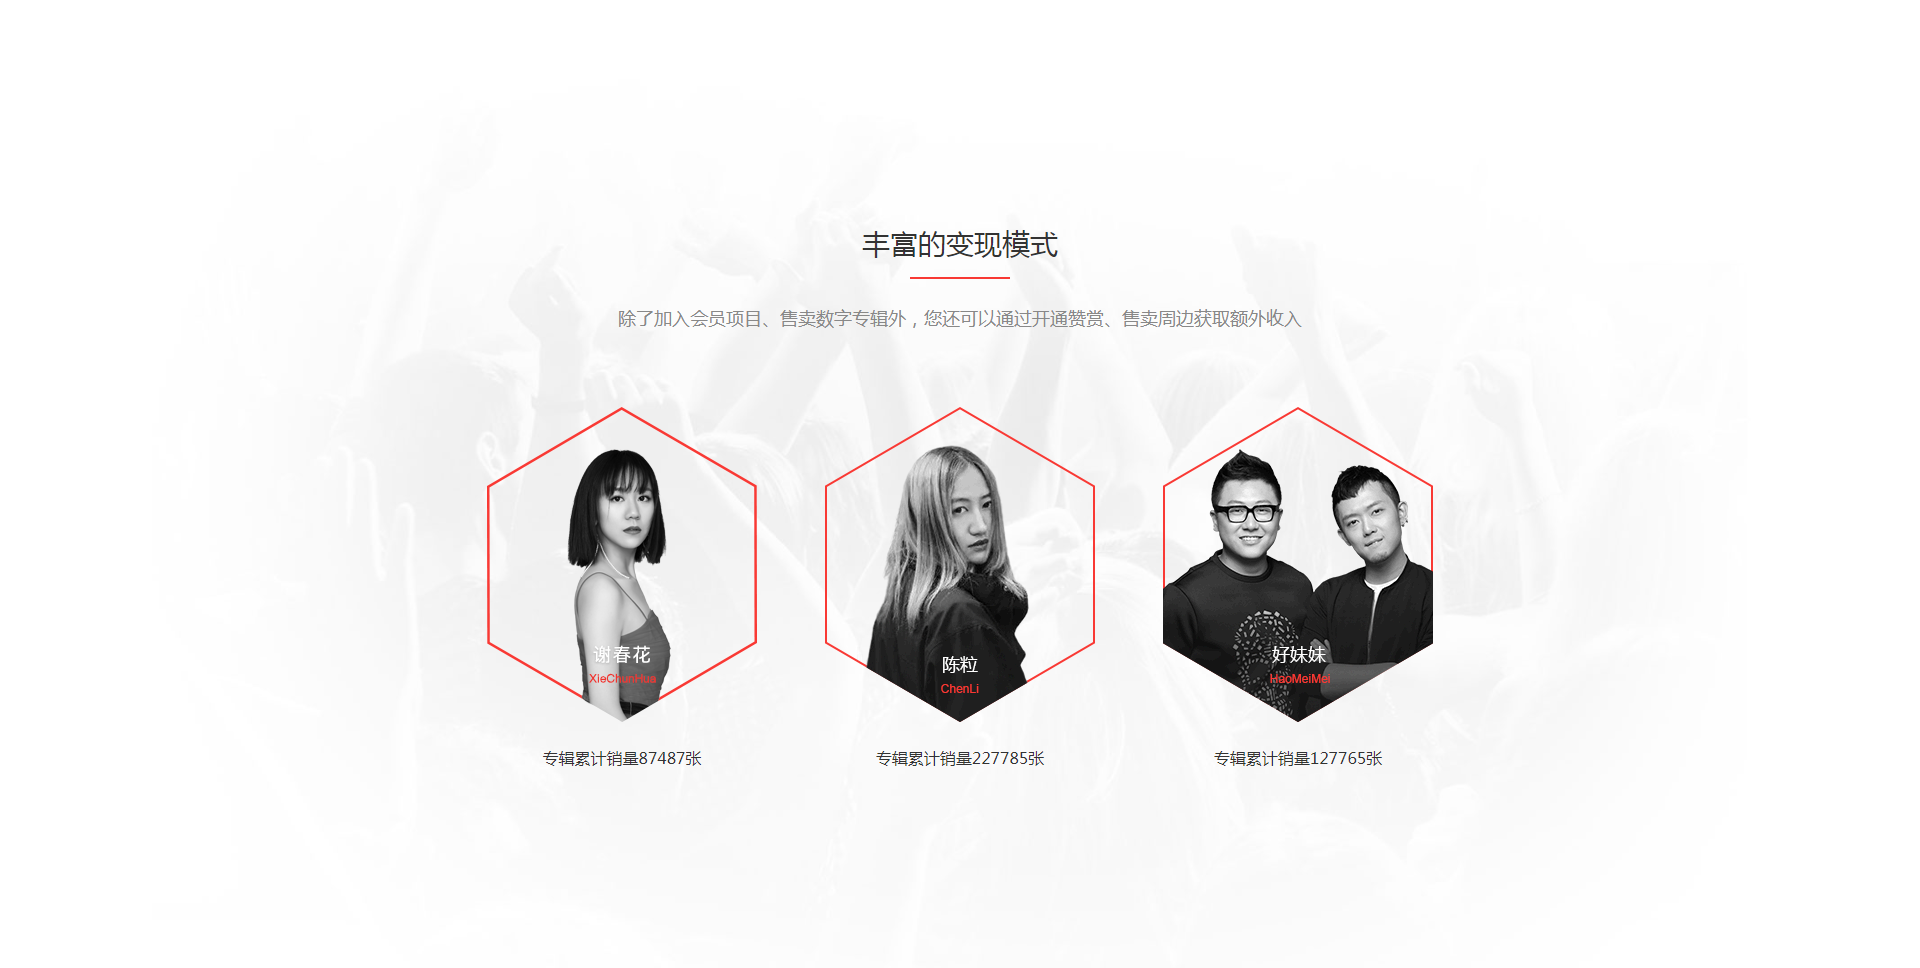 丰富的变现模式
除了加入会员项目、售卖数字专辑外，您还可以通过开通赞赏、售卖周边获取额外收入
谢春花
XieChunHua
陈粒
ChenLi
好妹妹
HaoMeiMei
专辑累计销量87487张
专辑累计销量227785张
专辑累计销量127765张